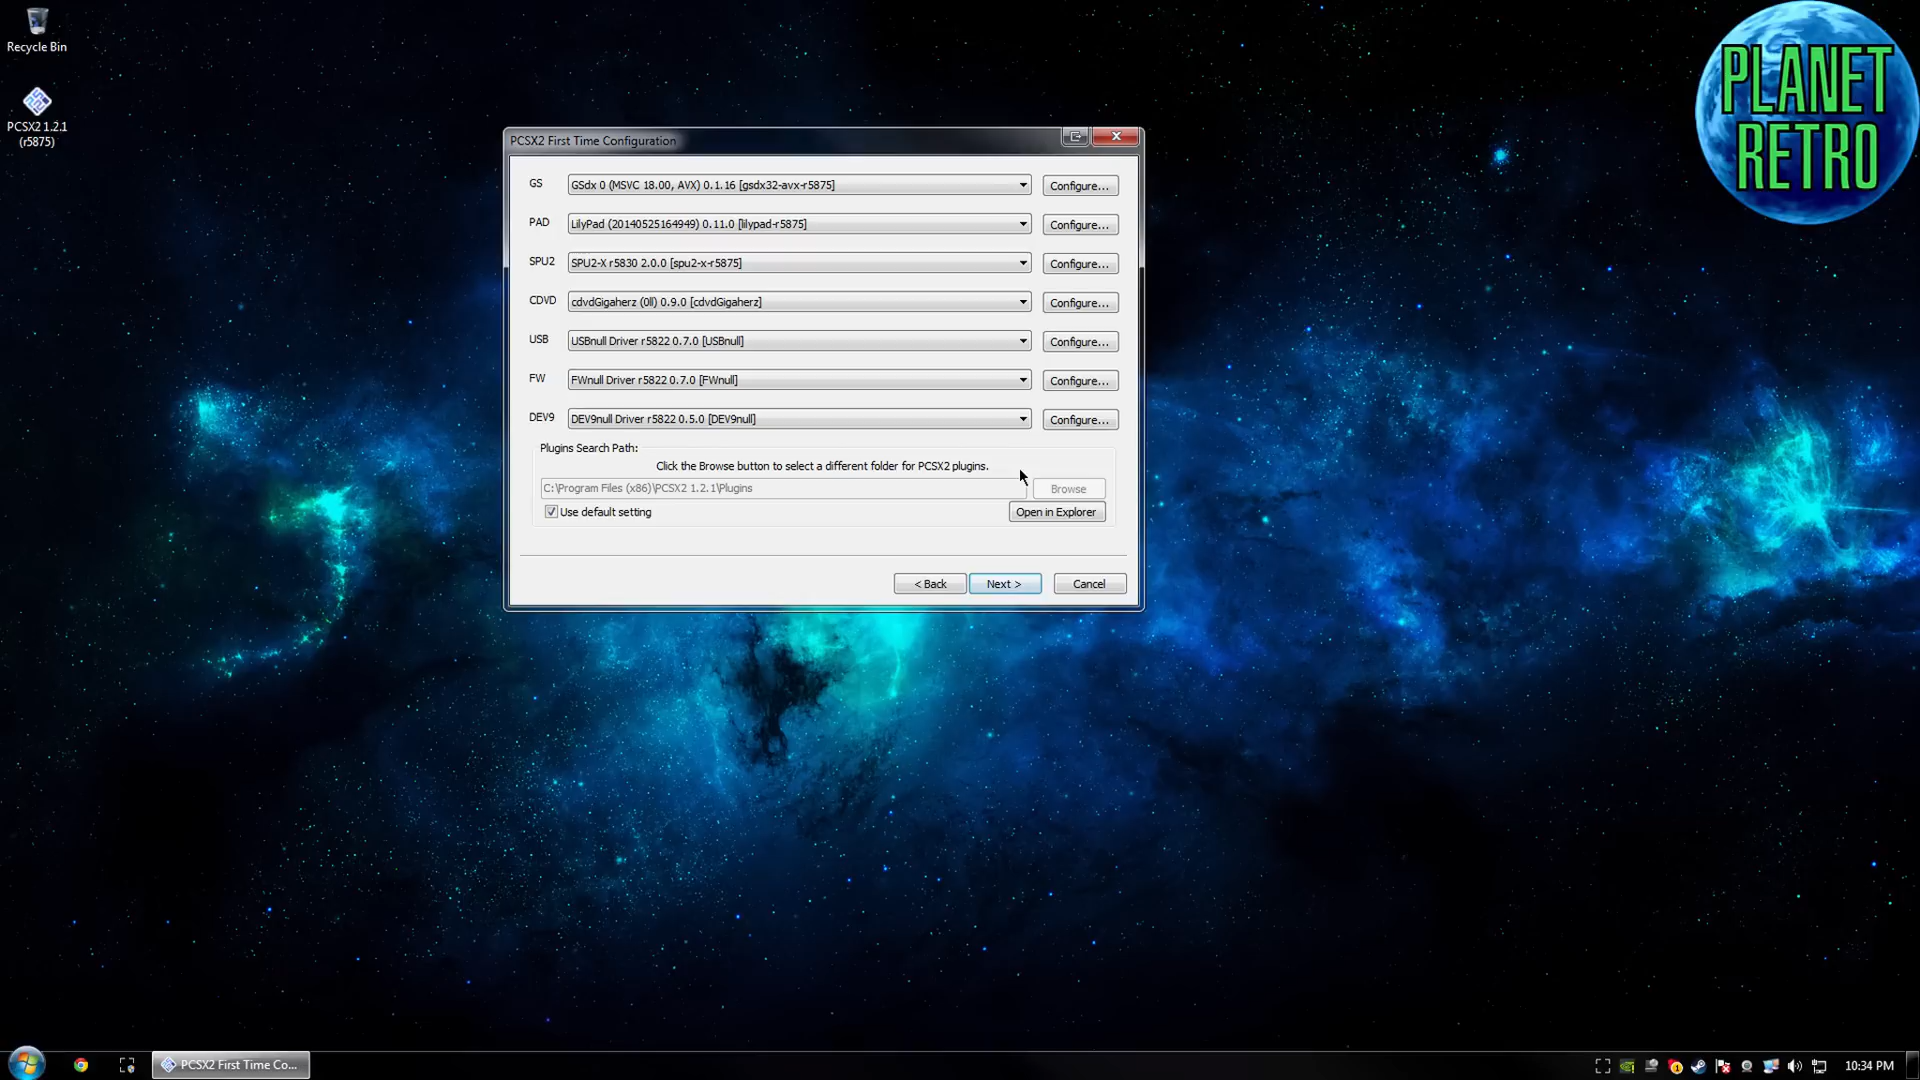 Recycle Bin
PCSX2 1.2.1
(r5875)
PLANET
RETRO
PCSX2 First Time Configuration
GS
GSdx 0 (MSVC 18.00, AVX) 0.1.16 [gsdx32-avx-r5875]
Configure...
PAD
LilyPad (20140525164949) 0.11.0 [lilypad-r5875]
Configure...
SPU2
SPU2-X r5830 2.0.0 [spu2-x-r5875]
Configure...
CDVD
cdvdGigaherz (0ll) 0.9.0 [cdvdGigaherz]
Configure...
USB
USBnull Driver r5822 0.7.0 [USBnull]
Configure...
FW
FWnull Driver r5822 0.7.0 [FWnull]
Configure...
DEV9
DEV9null Driver r5822 0.5.0 [DEV9null]
Configure...
Plugins Search Path:
Click the Browse button to select a different folder for PCSX2 plugins.
C:\Program Files (x86)\PCSX2 1.2.1\Plugins
Browse
Use default setting
Open in Explorer
< Back
Next >
Cancel
PCSX2 First Time Co...
10:34 PM